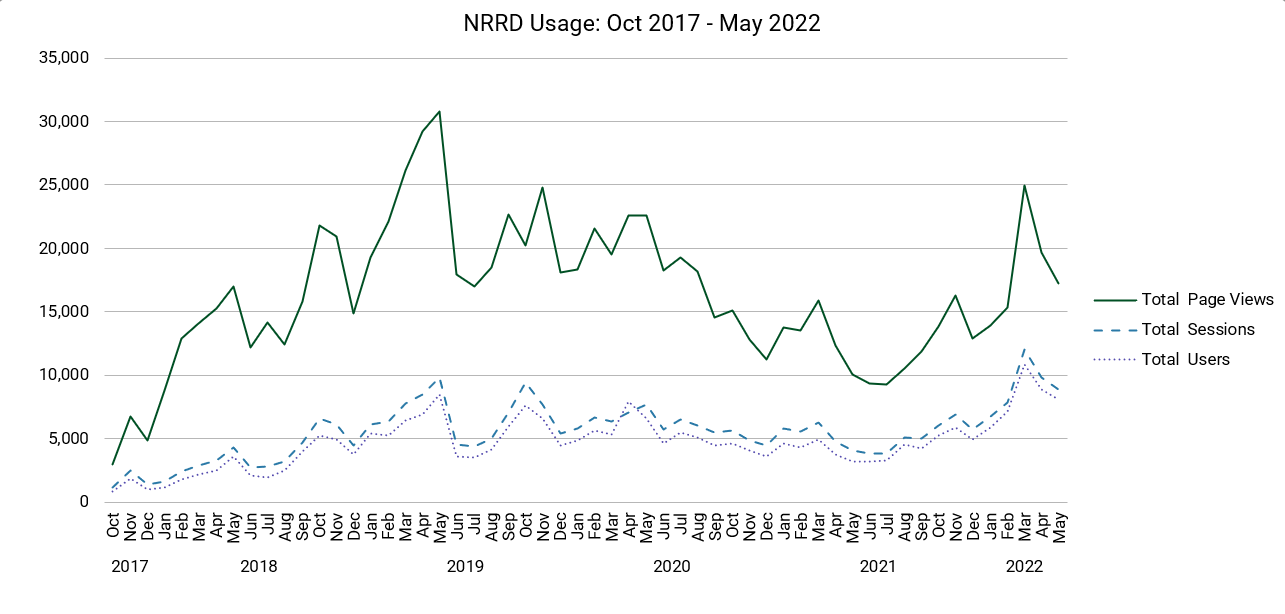 NRRD Usage: Oct 2017 - May 2022
35,000
30,000
25,000
20,000
15,000
10,000
5,000
0
Total Page Views
Total Sessions
Total Users
Oct Nov Dec Jan Feb Mar Apr May Jun Jul Aug Sep Oct Nov Dec Jan Feb Mar Apr May Jun Jul Aug Sep Oct Nov Dec Jan Feb Mar Apr May Jun Jul Aug Sep Oct Nov Dec Jan Feb Mar Apr May Jun Jul Aug Sep Oct Nov Dec Jan Feb Mar Apr May
2017 2018 2019 2020 2021 2022